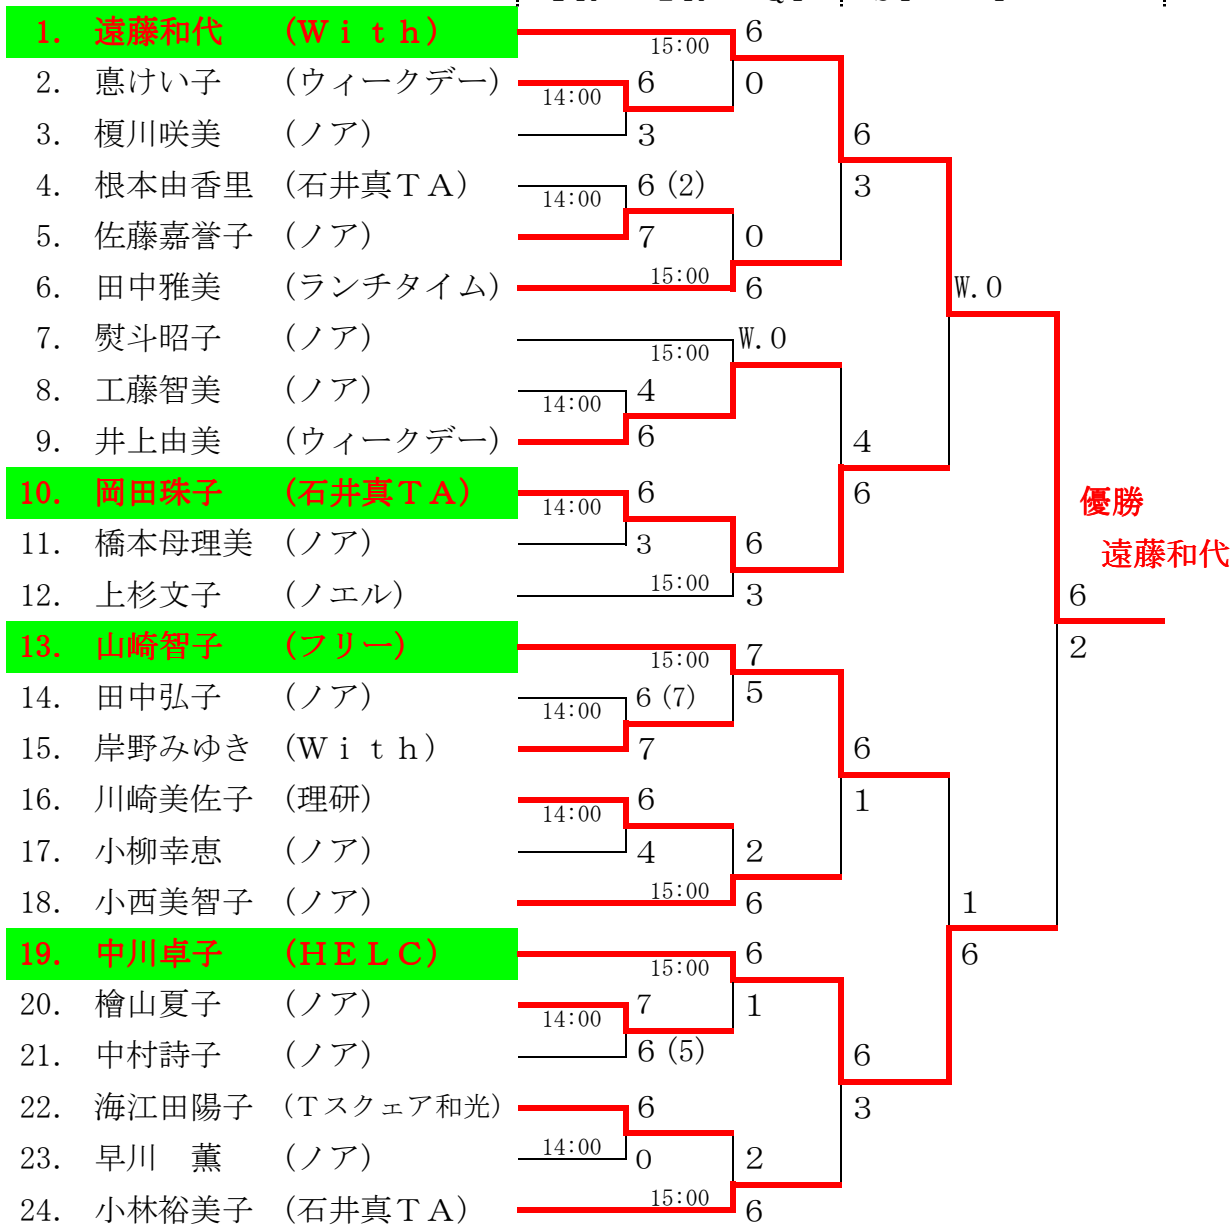 1. 遠藤和代 (Ｗｉｔｈ) 15:00 6
2. 悳けい子 (ウィークデー) 14:00 6 0
3. 榎川咲美 (ノア) 3 6
4. 根本由香里 (石井真ＴＡ) 14:00 6 (2) 3
5. 佐藤嘉誉子 (ノア) 7 0
6. 田中雅美 (ランチタイム) 15:00 6 W.0
7. 熨斗昭子 (ノア) 15:00 W.0
8. 工藤智美 (ノア) 14:00 4
9. 井上由美 (ウィークデー) 6 4
10. 岡田珠子 (石井真ＴＡ) 14:00 6 6 優勝
11. 橋本母理美 (ノア) 3 6 遠藤和代
12. 上杉文子 (ノエル) 15:00 3 6
13. 山崎智子 (フリー) 15:00 7 2
14. 田中弘子 (ノア) 14:00 6 (7) 5
15. 岸野みゆき (Ｗｉｔｈ) 7 6
16. 川崎美佐子 (理研) 14:00 6 1
17. 小柳幸恵 (ノア) 4 2
18. 小西美智子 (ノア) 15:00 6 1
19. 中川卓子 (ＨＥＬＣ) 15:00 6 6
20. 檜山夏子 (ノア) 14:00 7 1
21. 中村詩子 (ノア) 6 (5) 6
22. 海江田陽子 (Ｔスクェア和光) 6 3
23. 早川　薫 (ノア) 14:00 0 2
24. 小林裕美子 (石井真ＴＡ) 15:00 6